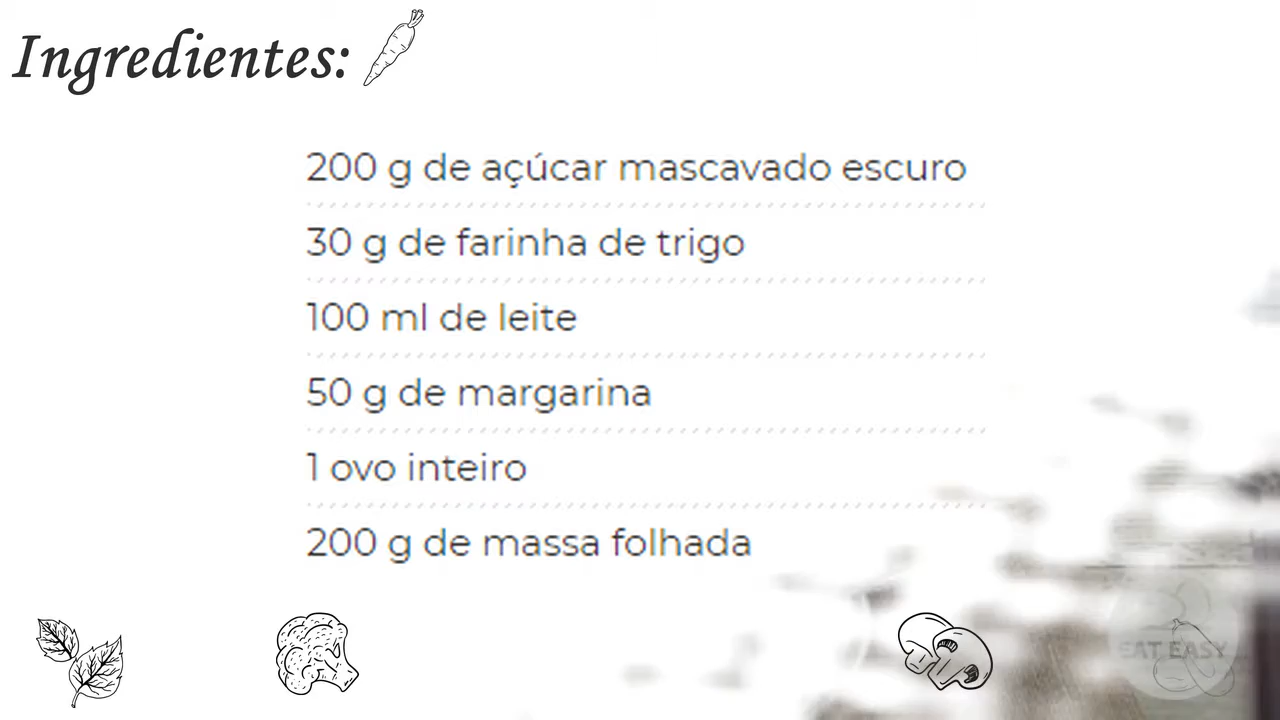 Ingredientes:
200 g de açúcar mascavado escuro
30 g de farinha de trigo
100 ml de leite
50 g de margarina
1 ovo inteiro
200 g de massa folhada
EAT EASY